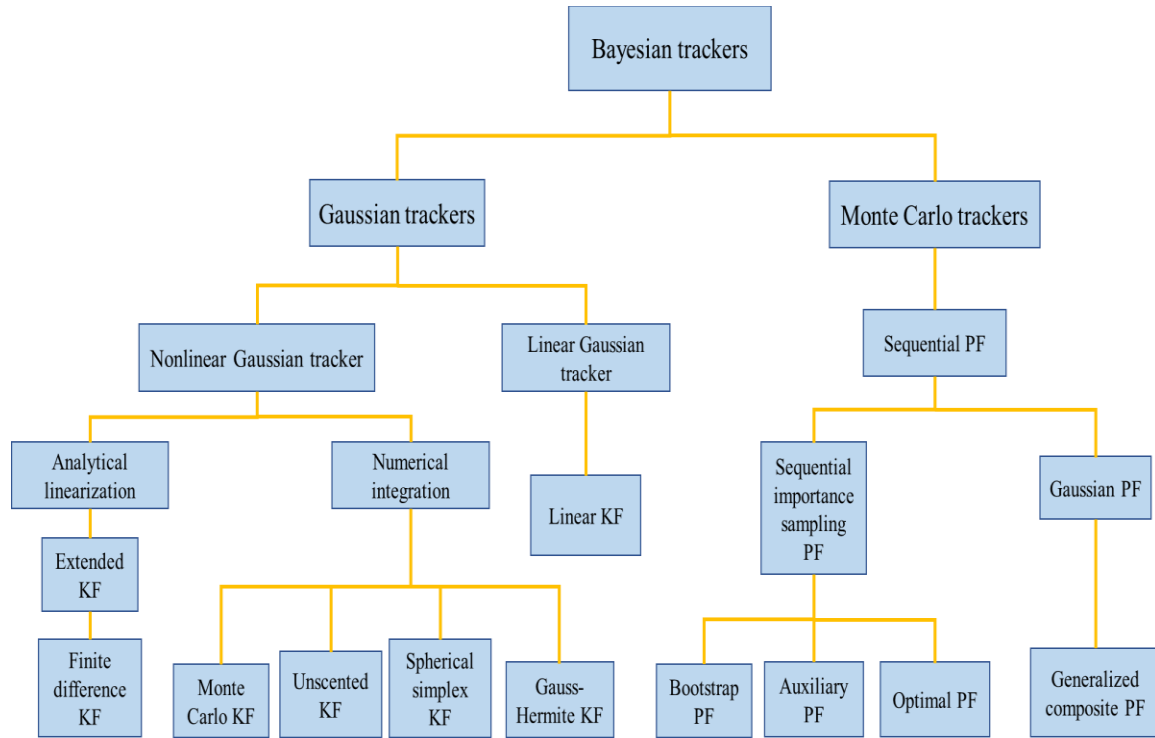 Bayesian trackers
Gaussian trackers
Monte Carlo trackers
Nonlinear Gaussian tracker
Linear Gaussian
tracker
Sequential PF
Analytical
linearization
Numerical
integration
Linear KF
Sequential
importance
sampling
PF
Gaussian PF
Extended
KF
Finite
difference
KF
Monte
Carlo KF
Unscented
KF
Spherical
simplex
KF
Gauss-
Hermite KF
Bootstrap
PF
Auxiliary
PF
Optimal PF
Generalized
composite PF